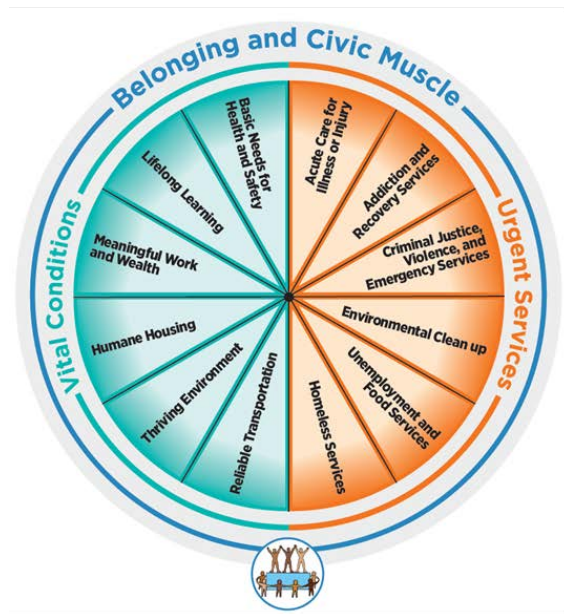 Belonging and Civic Muscle
Vital Conditions
Urgent Services
Basic Needs for
Health and Safety
Lifelong Learning
Meaningful Work
and Wealth
Humane Housing
Thriving Environment
Reliable Transportation
Acute Care for
Illness or Injury
Addiction and
Recovery Services
Criminal Justice,
Violence, and
Emergency Services
Environmental Clean up
Unemployment and
Food Services
Homeless Services